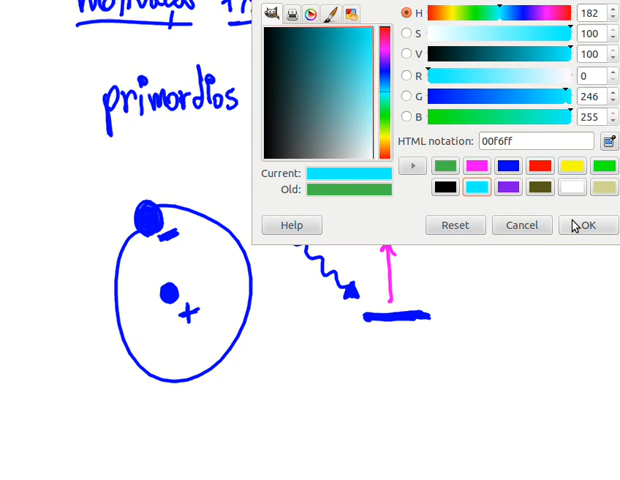 H 182
S 100
V 100
R 0
G 246
B 255
HTML notation: 00f6ff
Current:
Old:
Help Reset Cancel OK
primordios
+